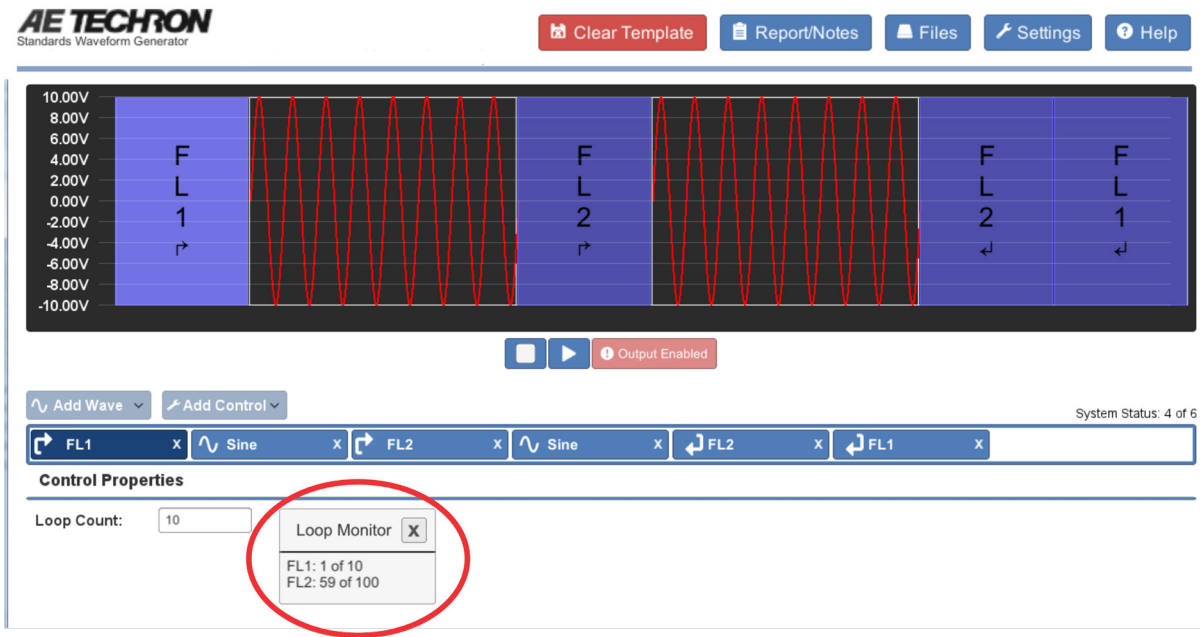 AE TECHRON
Standards Waveform Generator
Clear Template
Report/Notes
Files
Settings
Help
10.00V
8.00V
6.00V
4.00V
2.00V
0.00V
-2.00V
-4.00V
-6.00V
-8.00V
-10.00V
F
L
1
F
L
2
F
L
2
F
L
1
Output Enabled
Add Wave
Add Control
System Status: 4 of 6
FL1 x
Sine x
FL2 x
Sine x
FL2 x
FL1 x
Control Properties
Loop Count: 10
Loop Monitor X
FL1: 1 of 10
FL2: 59 of 100